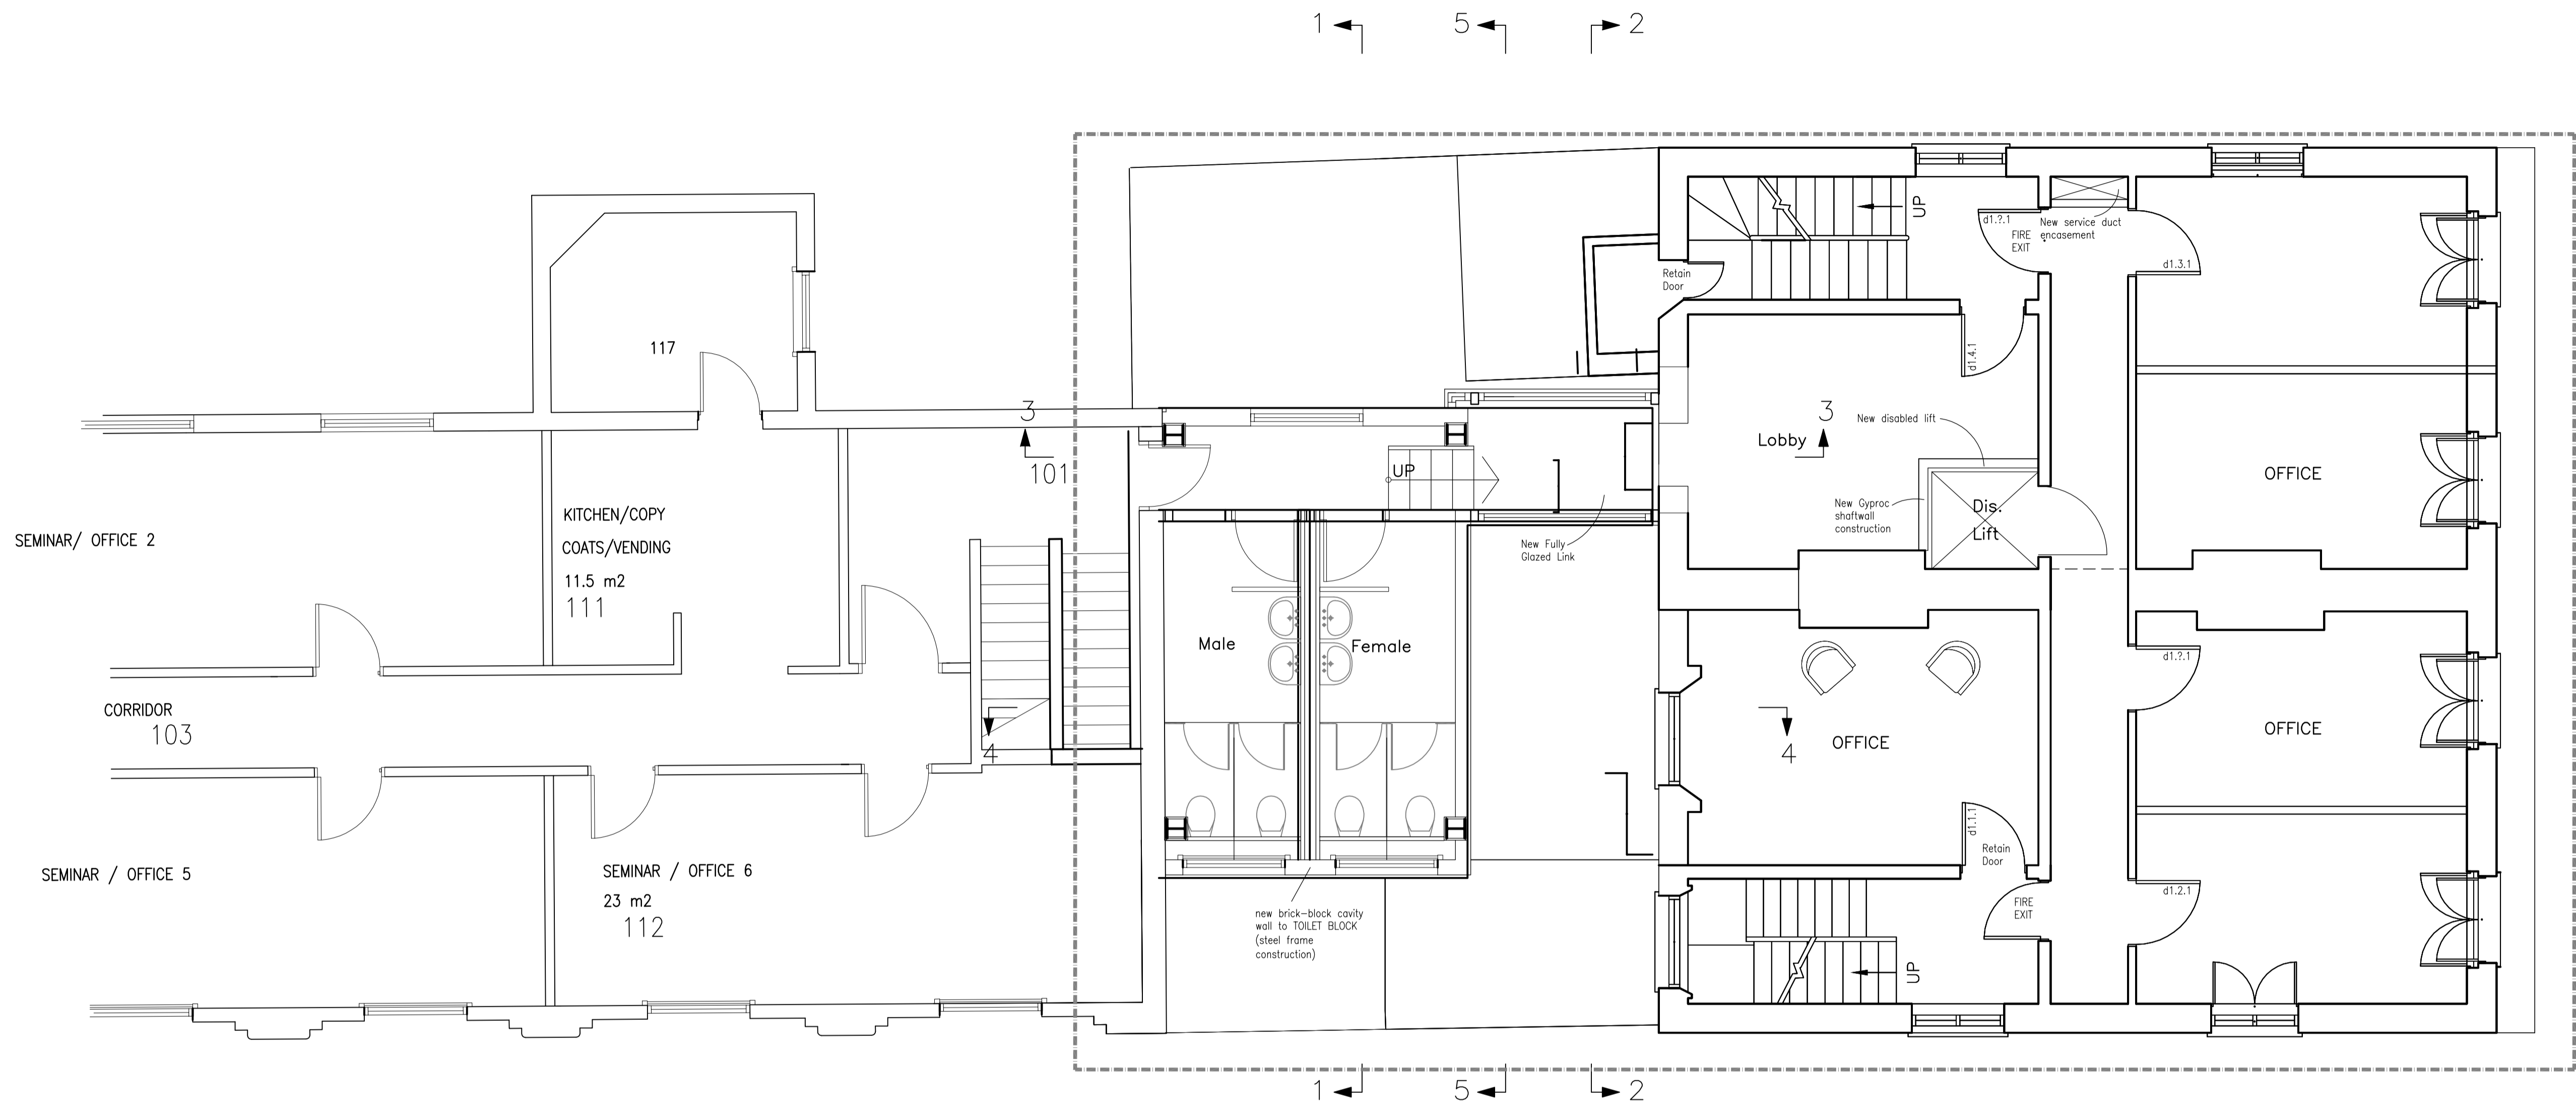 1
5
2
UP
d1.?.1
FIRE
EXIT
New service duct
encasement
d1.3.1
Retain
Door
117
d1.4.1
3
101
3
Lobby
New disabled lift
UP
New Gyproc
shaftwall
construction
Dis.
Lift
OFFICE
SEMINAR/ OFFICE 2
KITCHEN/COPY
COATS/VENDING
11.5 m2
111
New Fully
Glazed Link
Male
Female
d1.?.1
CORRIDOR
103
4
4
OFFICE
OFFICE
d1.1.1
Retain
Door
SEMINAR / OFFICE 5
SEMINAR / OFFICE 6
23 m2
112
new brick-block cavity
wall to TOILET BLOCK
(steel frame
construction)
FIRE
EXIT
d1.2.1
UP
1
5
2